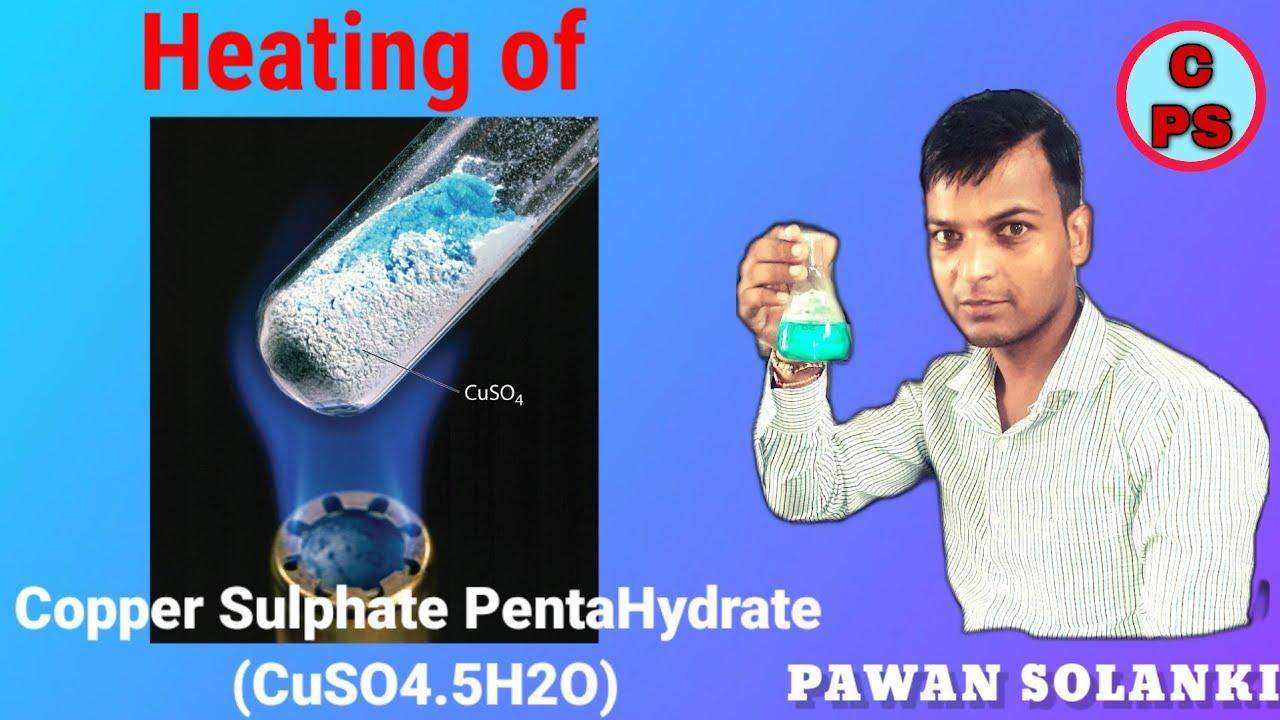 Heating of
C
PS
CuSO₄
Copper Sulphate PentaHydrate
(CuSO4.5H2O)
PAWAN SOLANKI